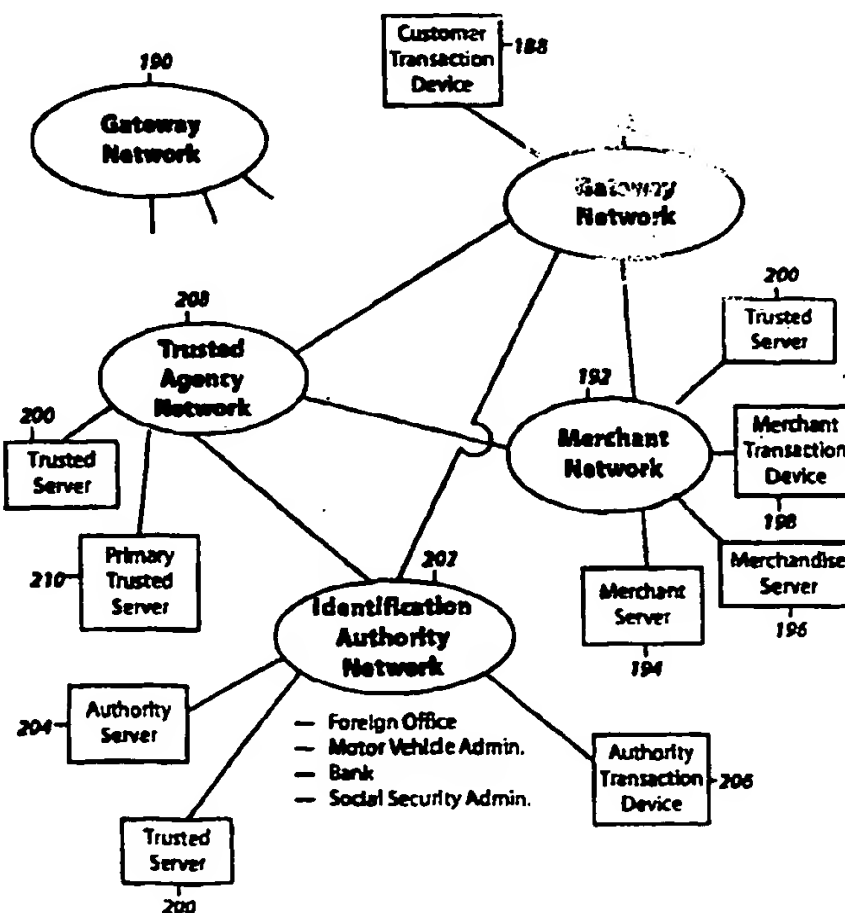 Customer
Transaction
Device
188
190
Gateway
Network
Gateway
Network
200
Trusted
Server
208
Trusted
Agency
Network
192
Merchant
Network
Merchant
Transaction
Device
198
200
Trusted
Server
Primary
Trusted
Server
210
202
Identification
Authority
Network
Merchant
Server
194
Merchandise
Server
196
Authority
Server
204
— Foreign Office
— Motor Vehicle Admin.
— Bank
— Social Security Admin.
Authority
Transaction
Device
206
Trusted
Server
200